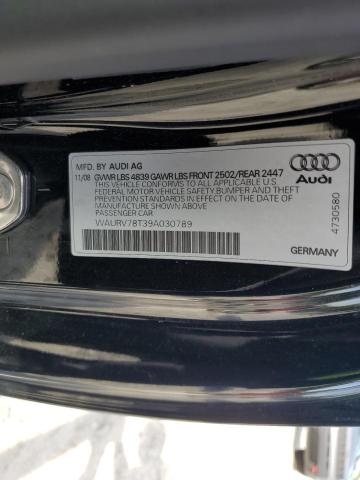 MFD. BY AUDI AG
11/08 GVWR LBS 4839 GAWR LBS FRONT 2502/REAR 2447
THIS VEHICLE CONFORMS TO ALL APPLICABLE U.S.
FEDERAL MOTOR VEHICLE SAFETY, BUMPER AND THEFT
PREVENTION STANDARDS IN EFFECT ON THE DATE OF
MANUFACTURE SHOWN ABOVE.
PASSENGER CAR
WAURV78T39A030789
GERMANY
Audi
4730580